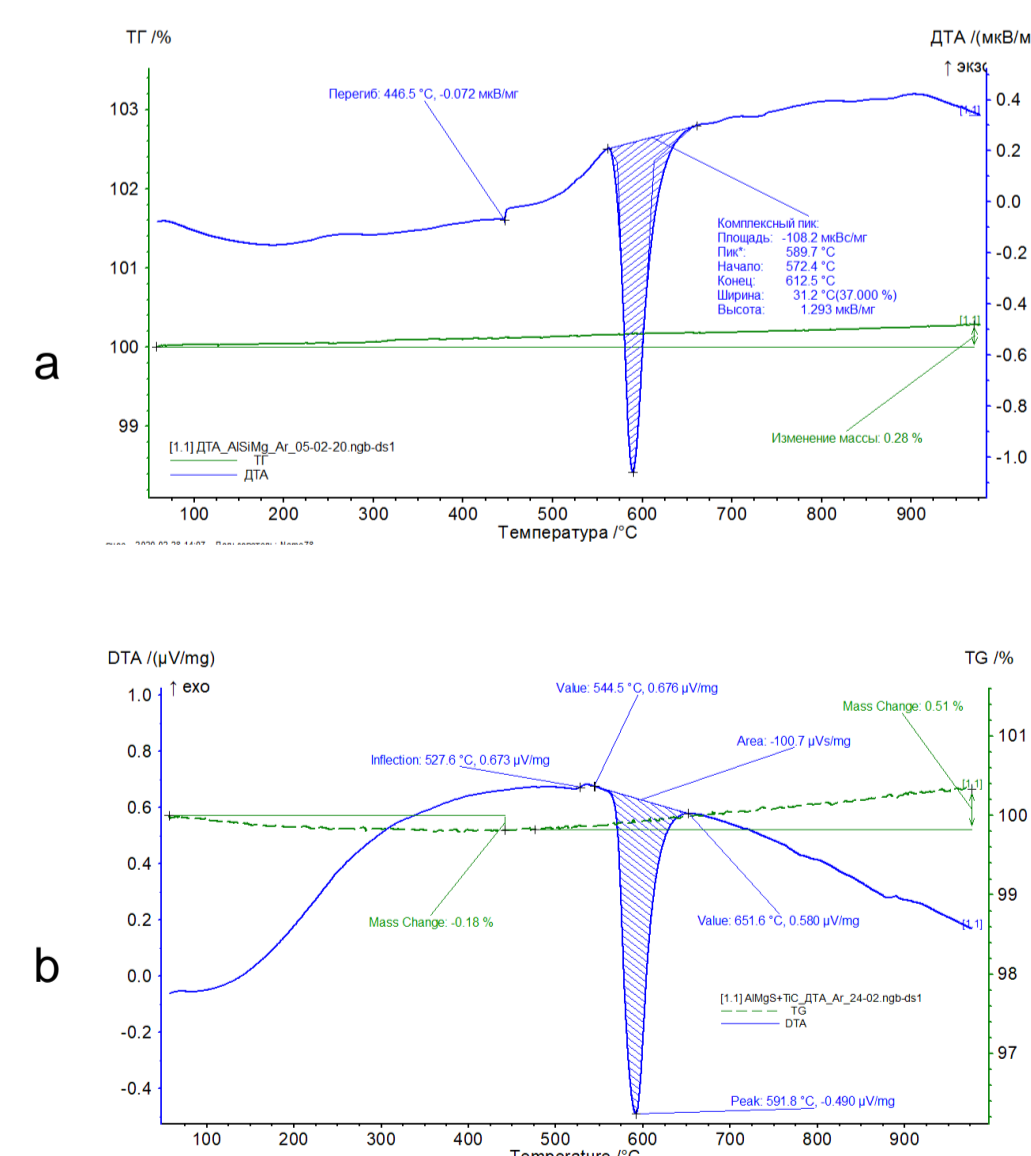 ТГ /%
ДТА /(мкВ/м
↑ экзо
Перегиб: 446.5 °C, -0.072 мкВ/мг
103
102
101
100
99
0.4
0.2
0.0
-0.2
-0.4
-0.6
-0.8
-1.0
[1.1]
Комплексный пик:
Площадь: -108.2 мкВс/мг
Пик*: 589.7 °C
Начало: 572.4 °C
Конец: 612.5 °C
Ширина: 31.2 °C(37.000 %)
Высота: 1.293 мкВ/мг
[1.1]
a
Изменение массы: 0.28 %
[1.1] ДТА_AlSiMg_Ar_05-02-20.ngb-ds1
ТГ
ДТА
100 200 300 400 500 600 700 800 900
Температура /°C
DTA /(µV/mg)
TG /%
↑ exo
Value: 544.5 °C, 0.676 µV/mg
Mass Change: 0.51 %
Inflection: 527.6 °C, 0.673 µV/mg
Area: -100.7 µVs/mg
1.0
0.8
0.6
0.4
0.2
0.0
-0.2
-0.4
101
100
99
98
97
[1.1]
Mass Change: -0.18 %
Value: 651.6 °C, 0.580 µV/mg
[1.1]
b
[1.1] AlMgS+TiC_ДТА_Ar_24-02.ngb-ds1
TG
DTA
Peak: 591.8 °C, -0.490 µV/mg
100 200 300 400 500 600 700 800 900
Temperature /°C